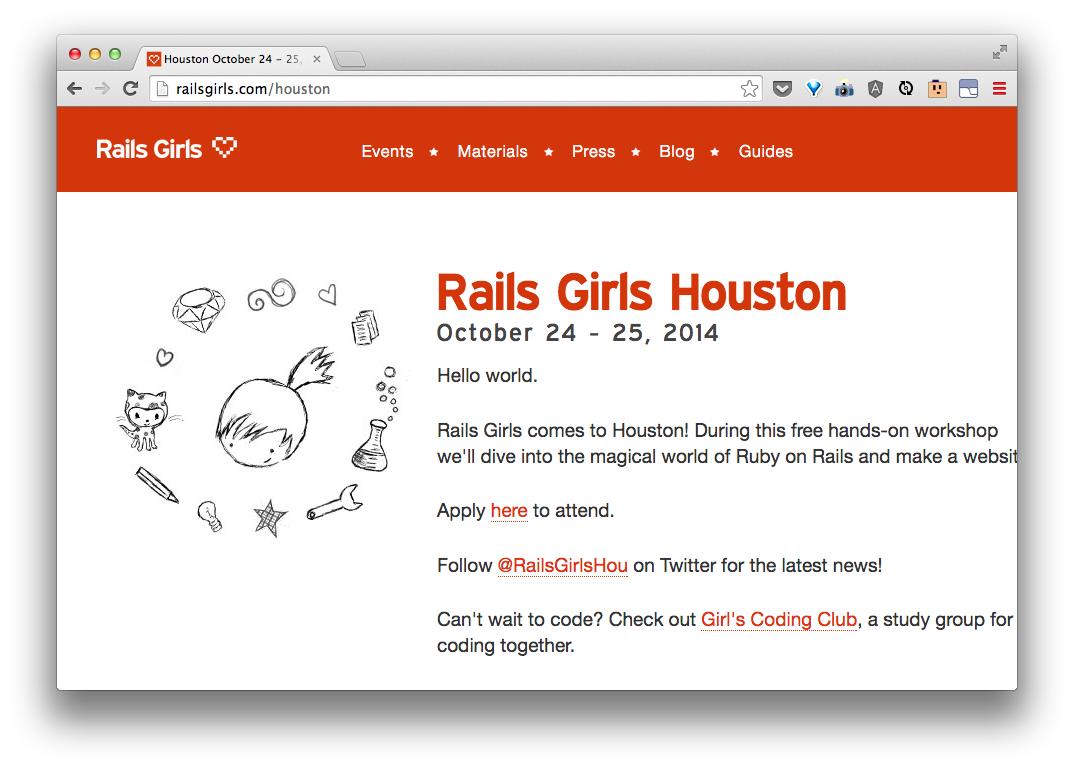 Houston October 24 – 25,
railsgirls.com/houston
Rails Girls
Events ★ Materials ★ Press ★ Blog ★ Guides
Rails Girls Houston
October 24 - 25, 2014
Hello world.
Rails Girls comes to Houston! During this free hands-on workshop
we'll dive into the magical world of Ruby on Rails and make a websit
Apply here to attend.
Follow @RailsGirlsHou on Twitter for the latest news!
Can't wait to code? Check out Girl's Coding Club, a study group for
coding together.